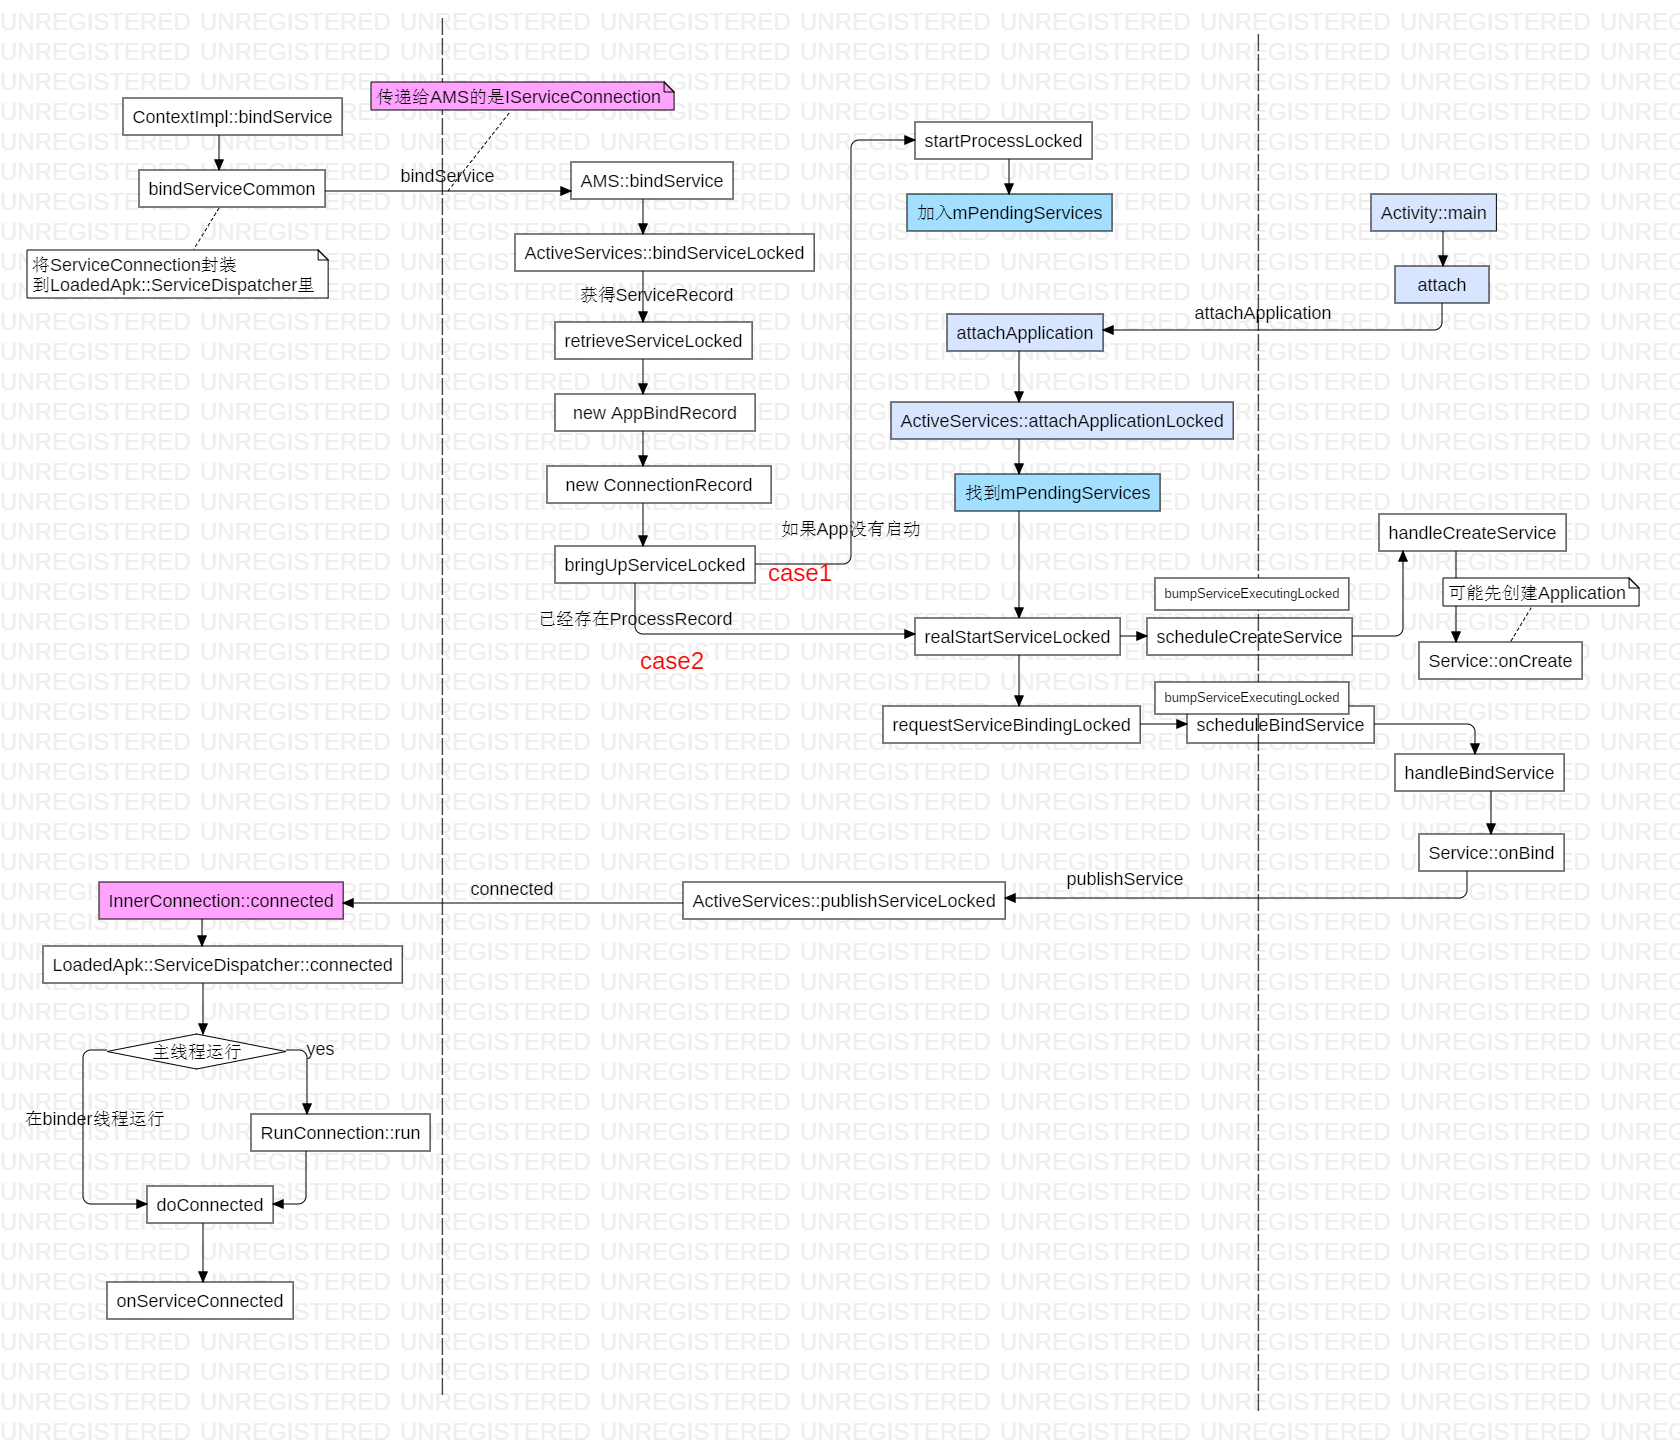 ContextImpl::bindService
bindServiceCommon
将ServiceConnection封装
到LoadedApk::ServiceDispatcher里
传递给AMS的是IServiceConnection
bindService
AMS::bindService
ActiveServices::bindServiceLocked
获得ServiceRecord
retrieveServiceLocked
new AppBindRecord
new ConnectionRecord
bringUpServiceLocked
如果App没有启动
case1
已经存在ProcessRecord
case2
startProcessLocked
加入mPendingServices
Activity::main
attach
attachApplication
attachApplication
ActiveServices::attachApplicationLocked
找到mPendingServices
realStartServiceLocked
bumpServiceExecutingLocked
scheduleCreateService
handleCreateService
可能先创建Application
Service::onCreate
requestServiceBindingLocked
bumpServiceExecutingLocked
scheduleBindService
handleBindService
Service::onBind
publishService
ActiveServices::publishServiceLocked
connected
InnerConnection::connected
LoadedApk::ServiceDispatcher::connected
主线程运行
yes
在binder线程运行
RunConnection::run
doConnected
onServiceConnected
UNREGISTERED